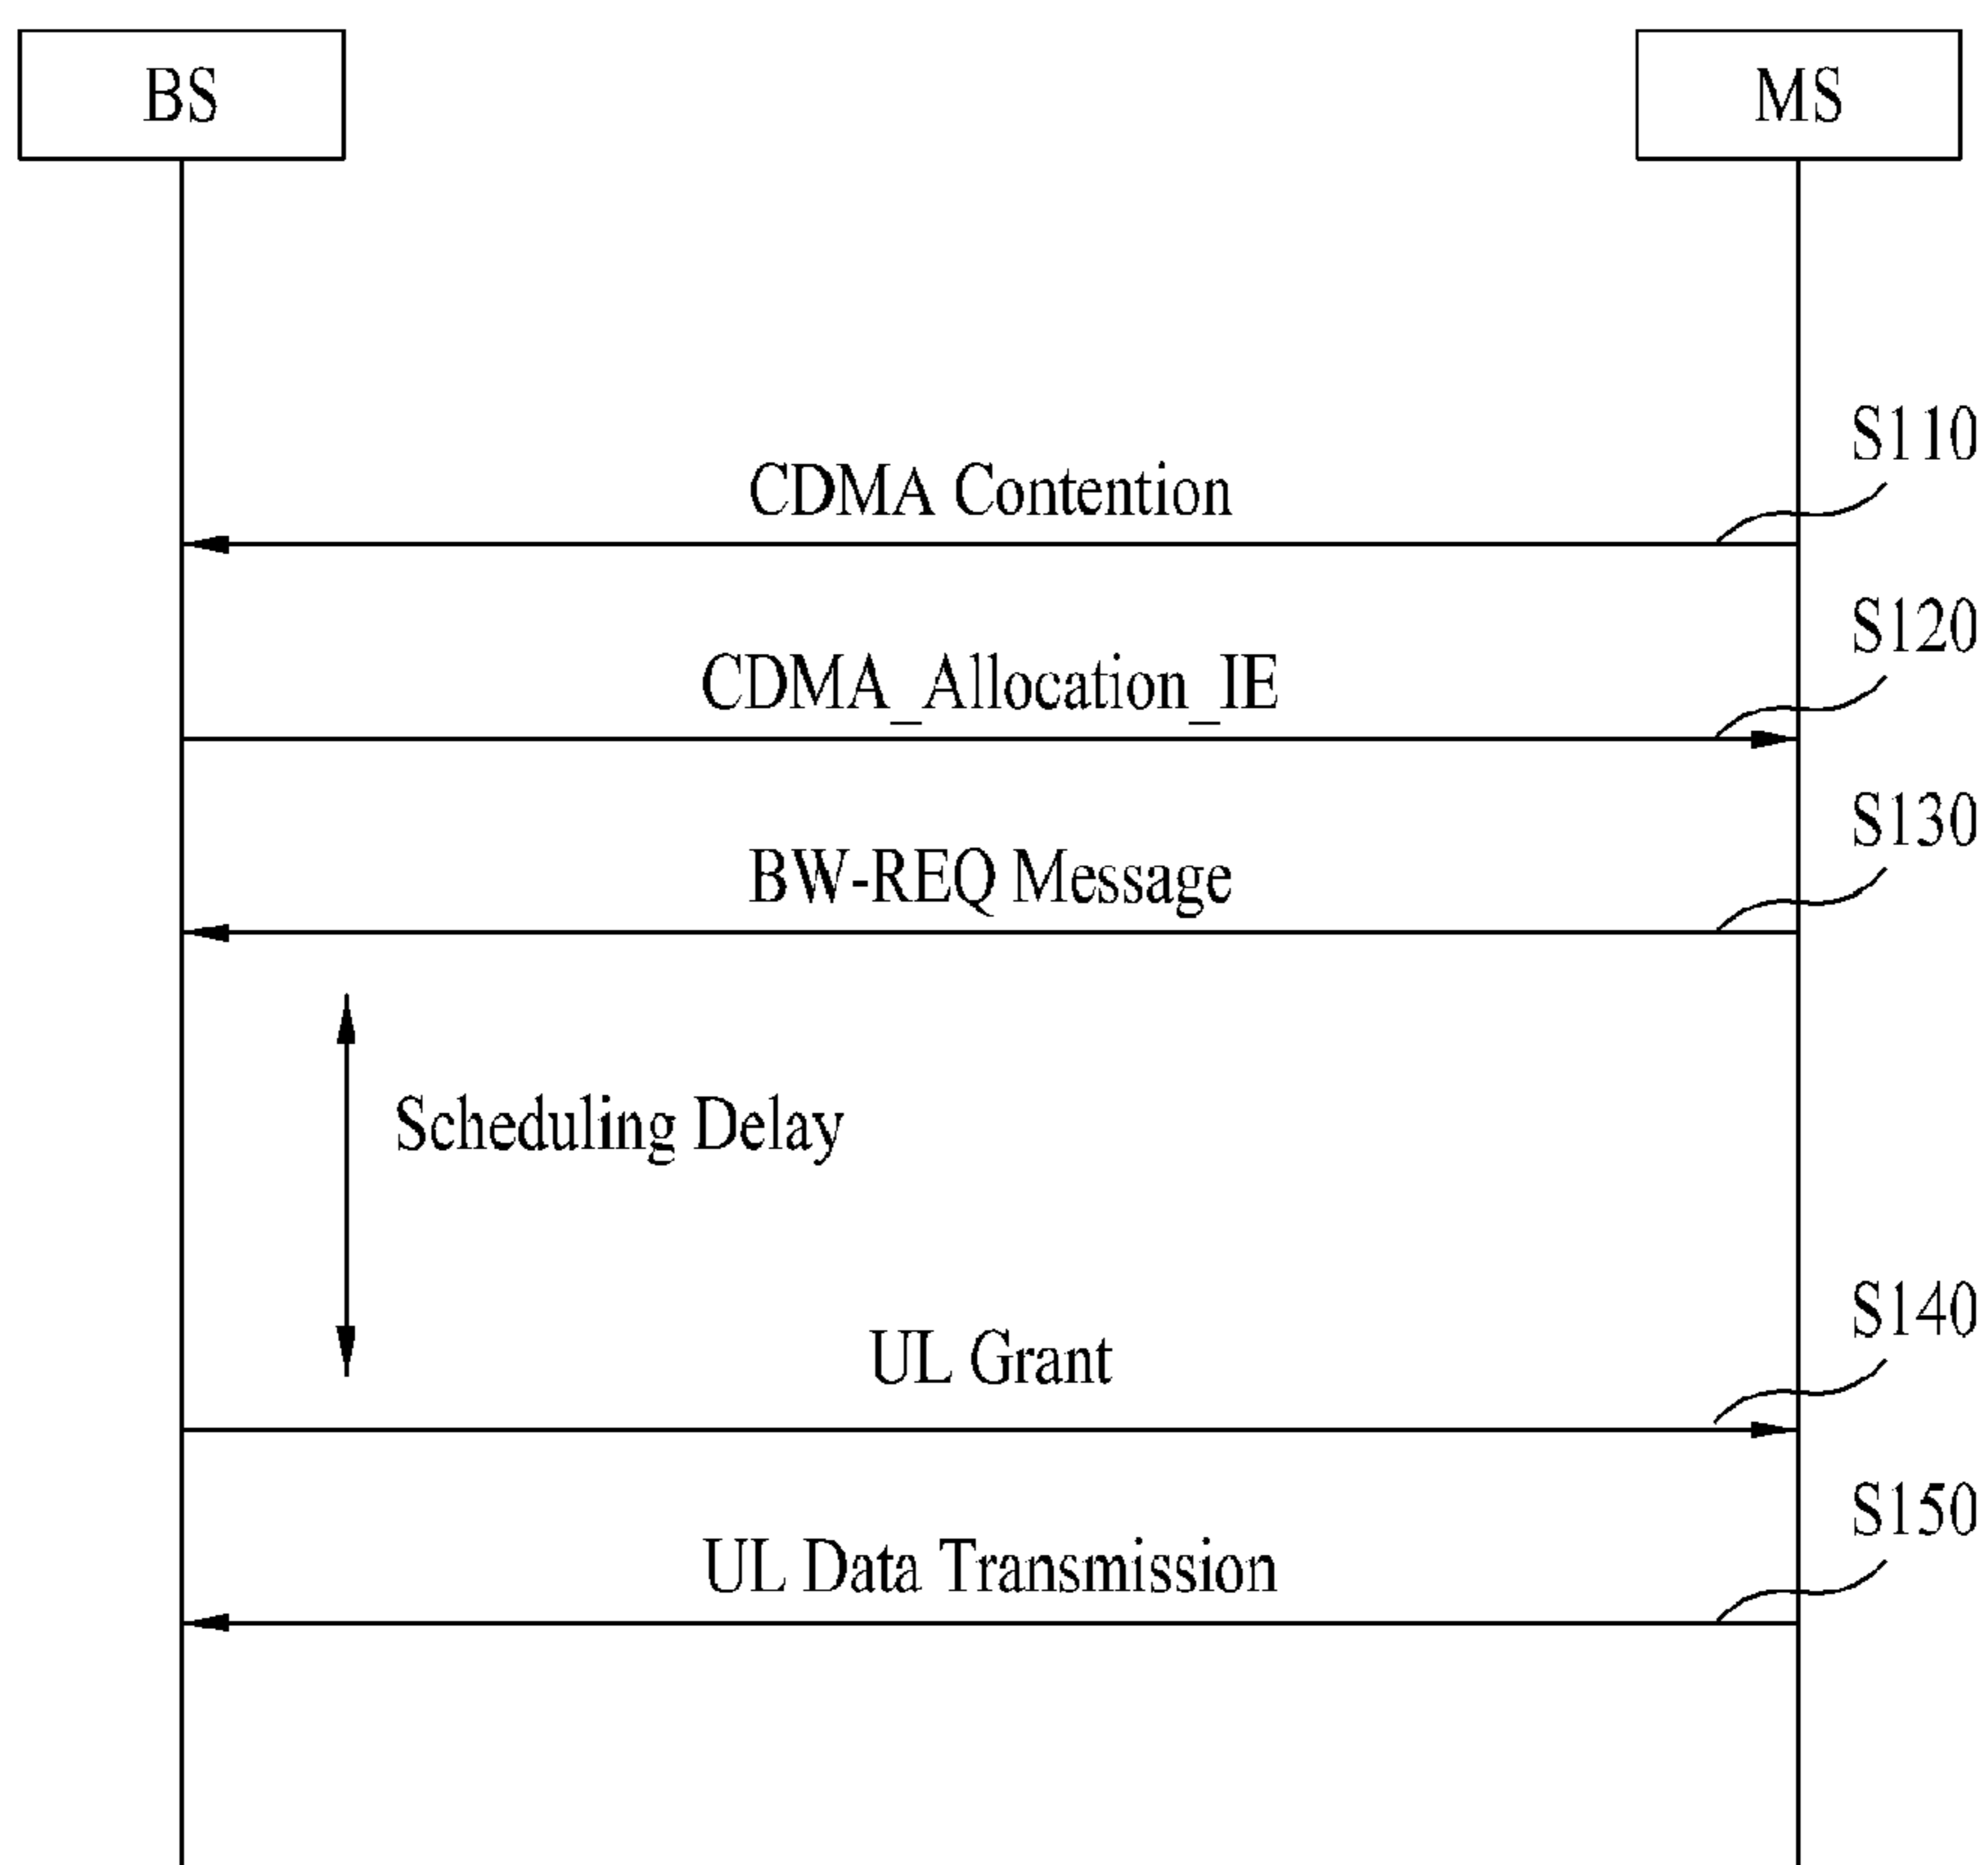 BS
MS
S110
CDMA Contention
S120
CDMA_Allocation_IE
S130
BW-REQ Message
Scheduling Delay
S140
UL Grant
S150
UL Data Transmission